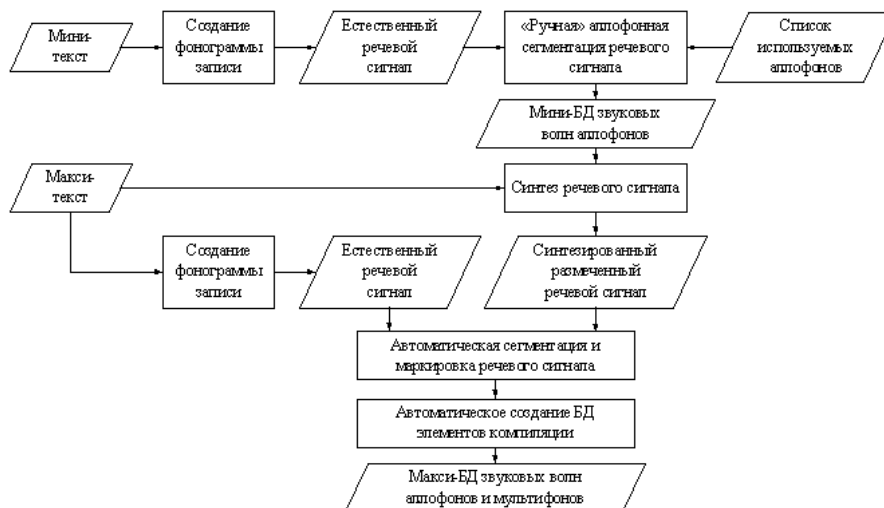 Мини-
текст
Создание
фонограммы
записи
Естественный
речевой
сигнал
«Ручная» аллофонная
сегментация речевого
сигнала
Список
используемых
аллофонов
Мини-БД звуковых
волн аллофонов
Макси-
текст
Синтез речевого сигнала
Создание
фонограммы
записи
Естественный
речевой
сигнал
Синтезированный
размеченный
речевой сигнал
Автоматическая сегментация и
маркировка речевого сигнала
Автоматическое создание БД
элементов компиляции
Макси-БД звуковых волн
аллофонов и мультифонов